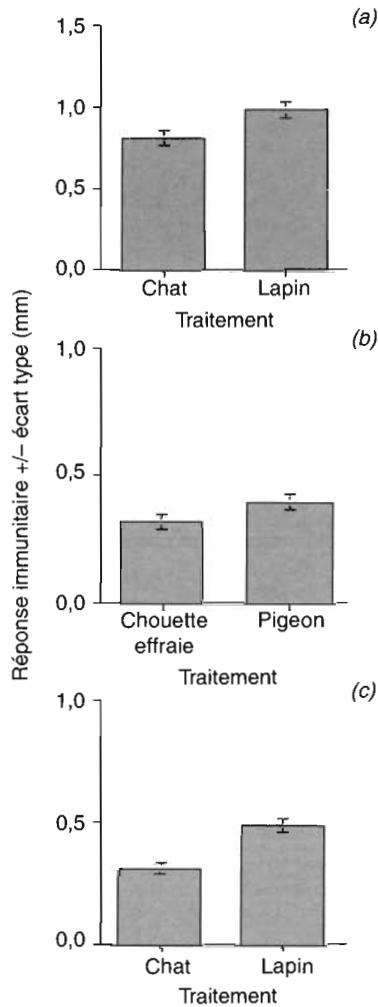 (a)
1,5
1,0
0,5
0,0
Chat Lapin
Traitement
(b)
1,0
0,5
0,0
Chouette Pigeon
effraie
Traitement
(c)
1,0
0,5
0,0
Chat Lapin
Traitement
Réponse immunitaire +/− écart type (mm)